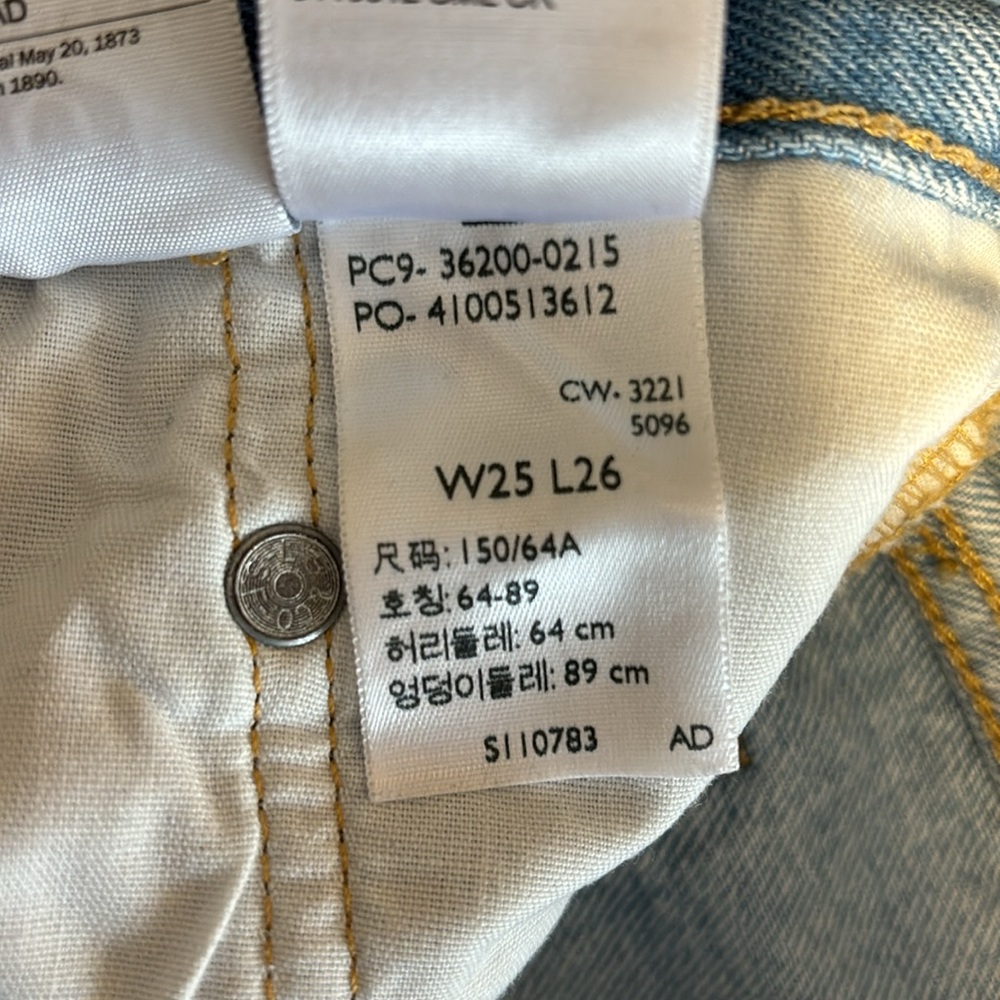 AD
al May 20, 1873
n 1890.
PC9- 36200-0215
PO- 4100513612
CW- 3221
5096
W25 L26
尺码: 150/64A
호칭: 64-89
허리둘레: 64 cm
엉덩이둘레: 89 cm
S110783 AD